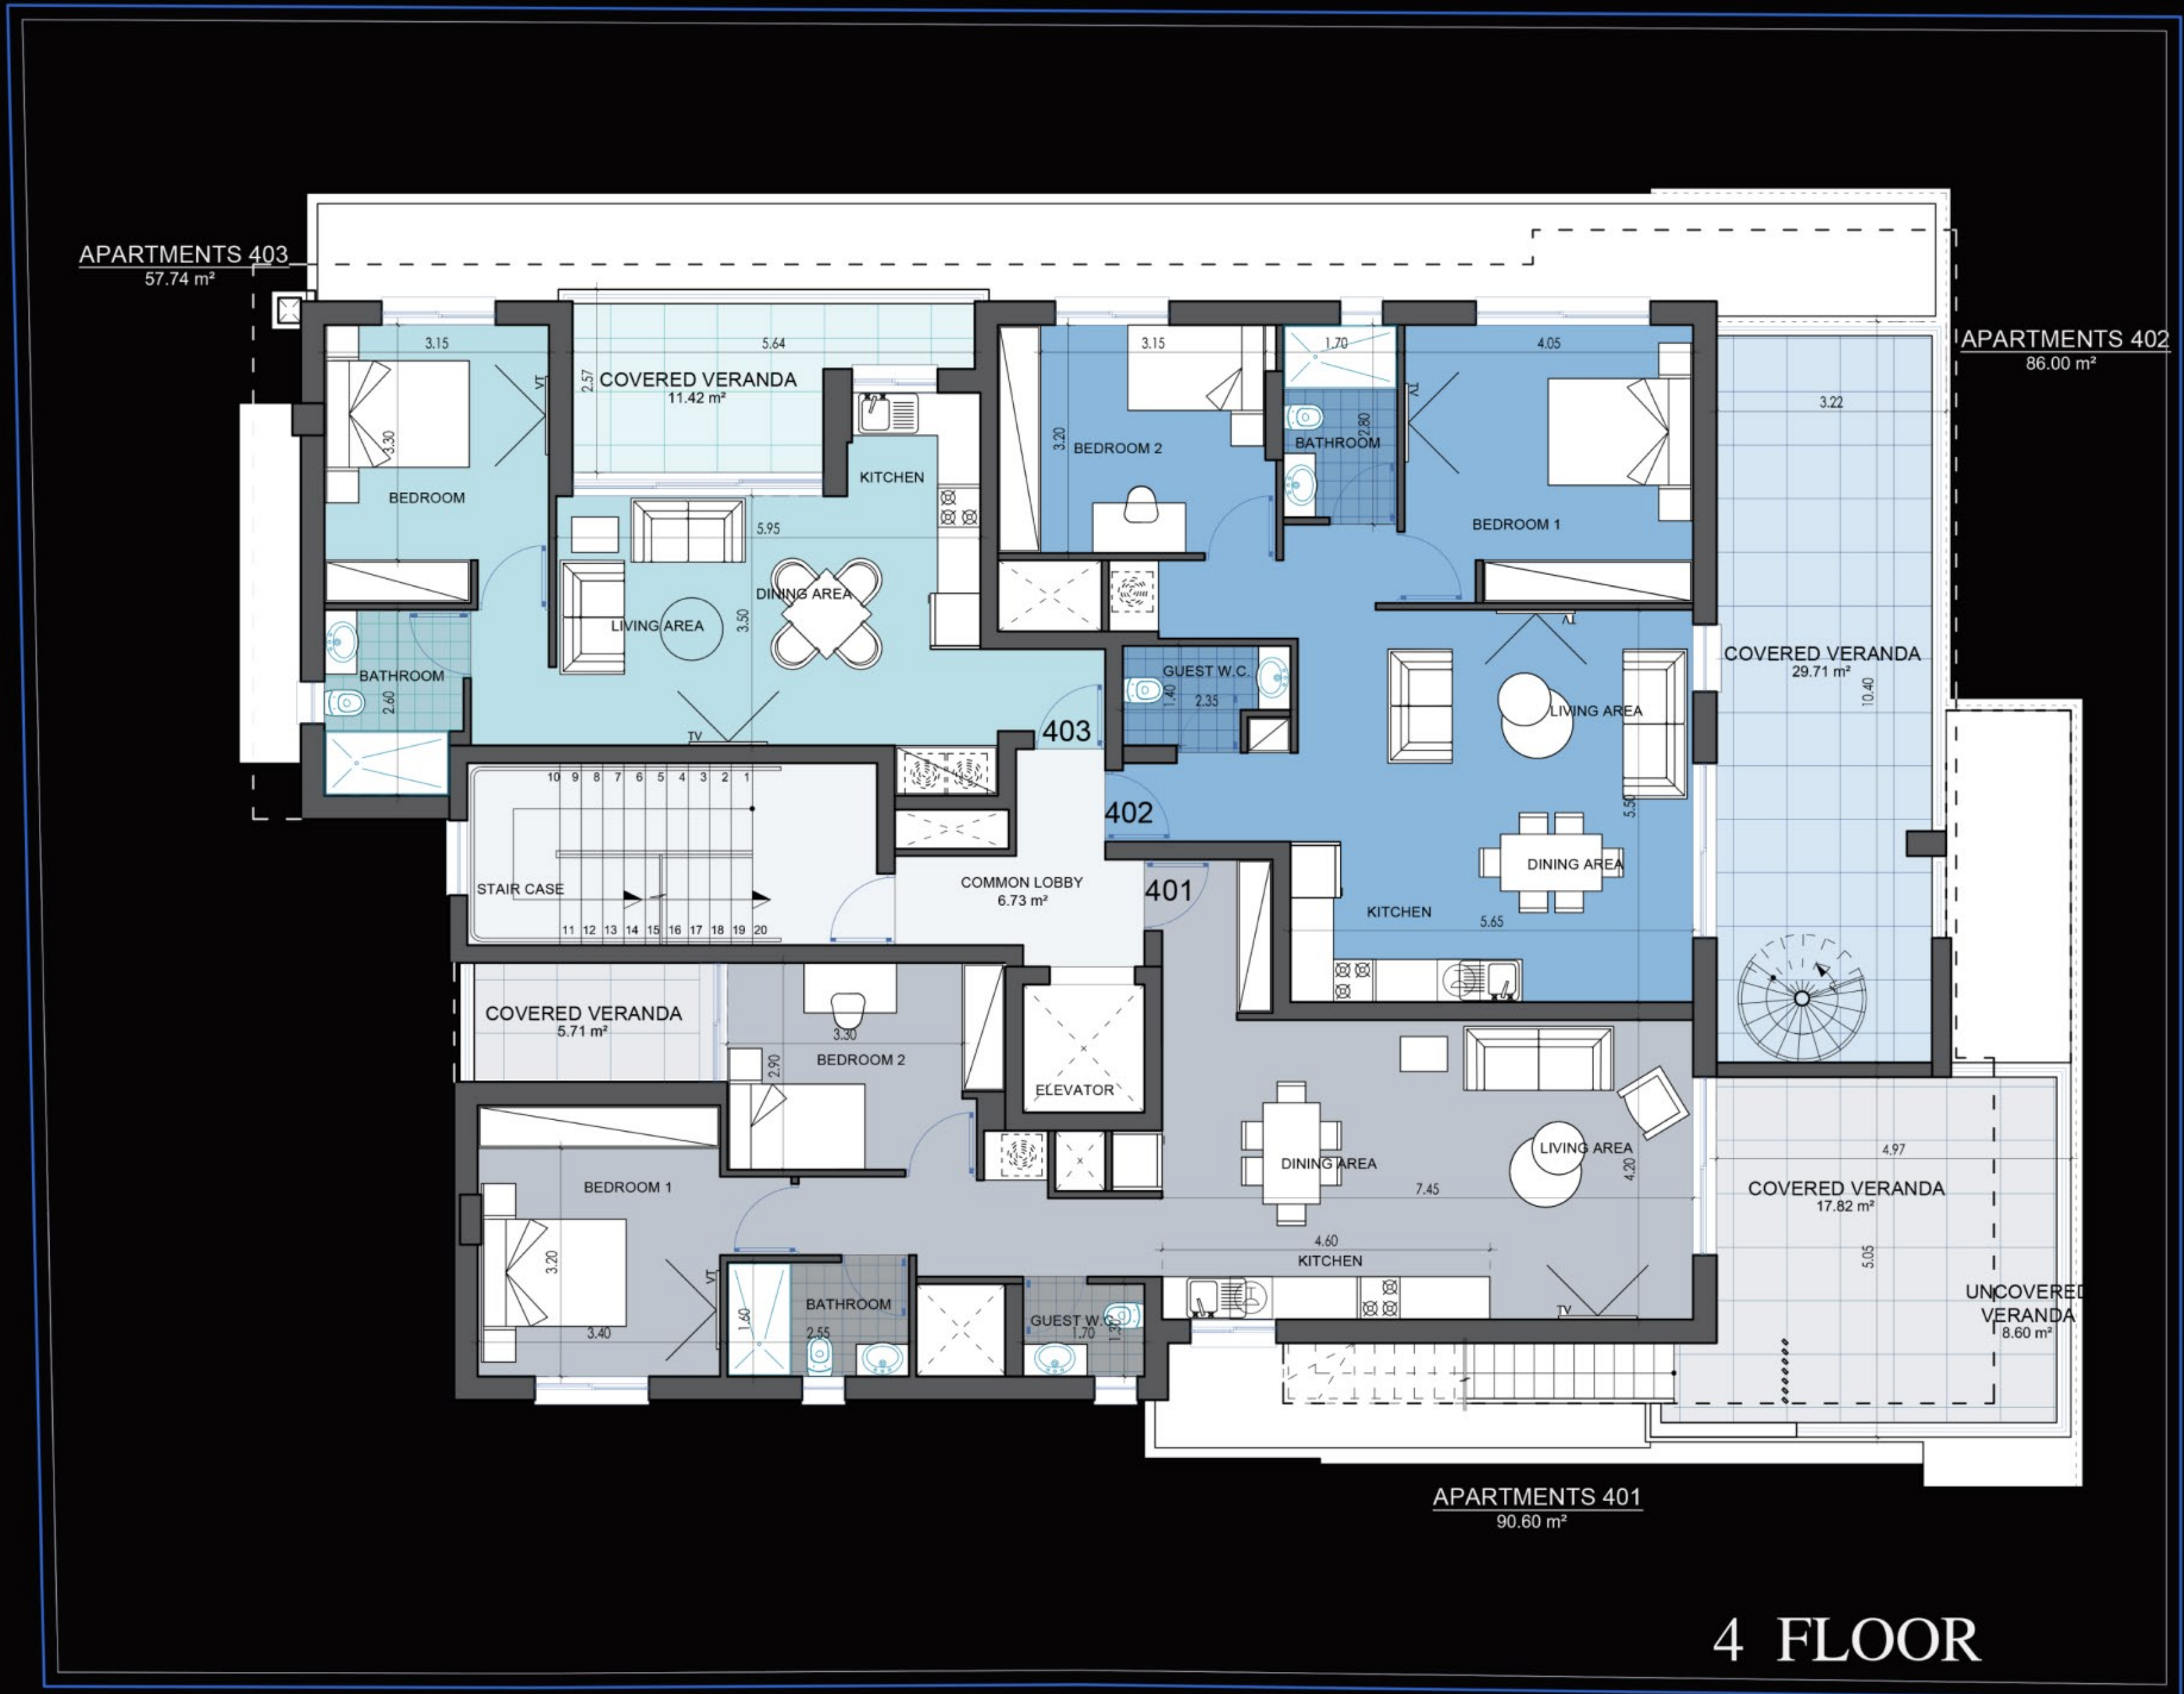 APARTMENTS 403
57.74 m²
APARTMENTS 402
86.00 m²
3.15
5.64
2.57
COVERED VERANDA
11.42 m²
TV
3.30
BEDROOM
KITCHEN
5.95
DINING AREA
LIVING AREA
3.50
BATHROOM
2.60
TV
403
3.15
3.20
BEDROOM 2
1.70
2.80
BATHROOM
4.05
TV
BEDROOM 1
3.22
COVERED VERANDA
29.71 m²
10.40
GUEST W.C.
1.40
2.35
TV
LIVING AREA
5.50
402
DINING AREA
KITCHEN
5.65
10 9 8 7 6 5 4 3 2 1
STAIR CASE
11 12 13 14 15 16 17 18 19 20
COMMON LOBBY
6.73 m²
401
COVERED VERANDA
5.71 m²
3.30
2.90
BEDROOM 2
ELEVATOR
BEDROOM 1
3.20
3.40
TV
BATHROOM
1.60
2.55
GUEST W.C
1.70
1.30
DINING AREA
LIVING AREA
4.20
7.45
4.60
KITCHEN
TV
4.97
COVERED VERANDA
17.82 m²
5.05
UNCOVERED
VERANDA
8.60 m²
APARTMENTS 401
90.60 m²
4 FLOOR